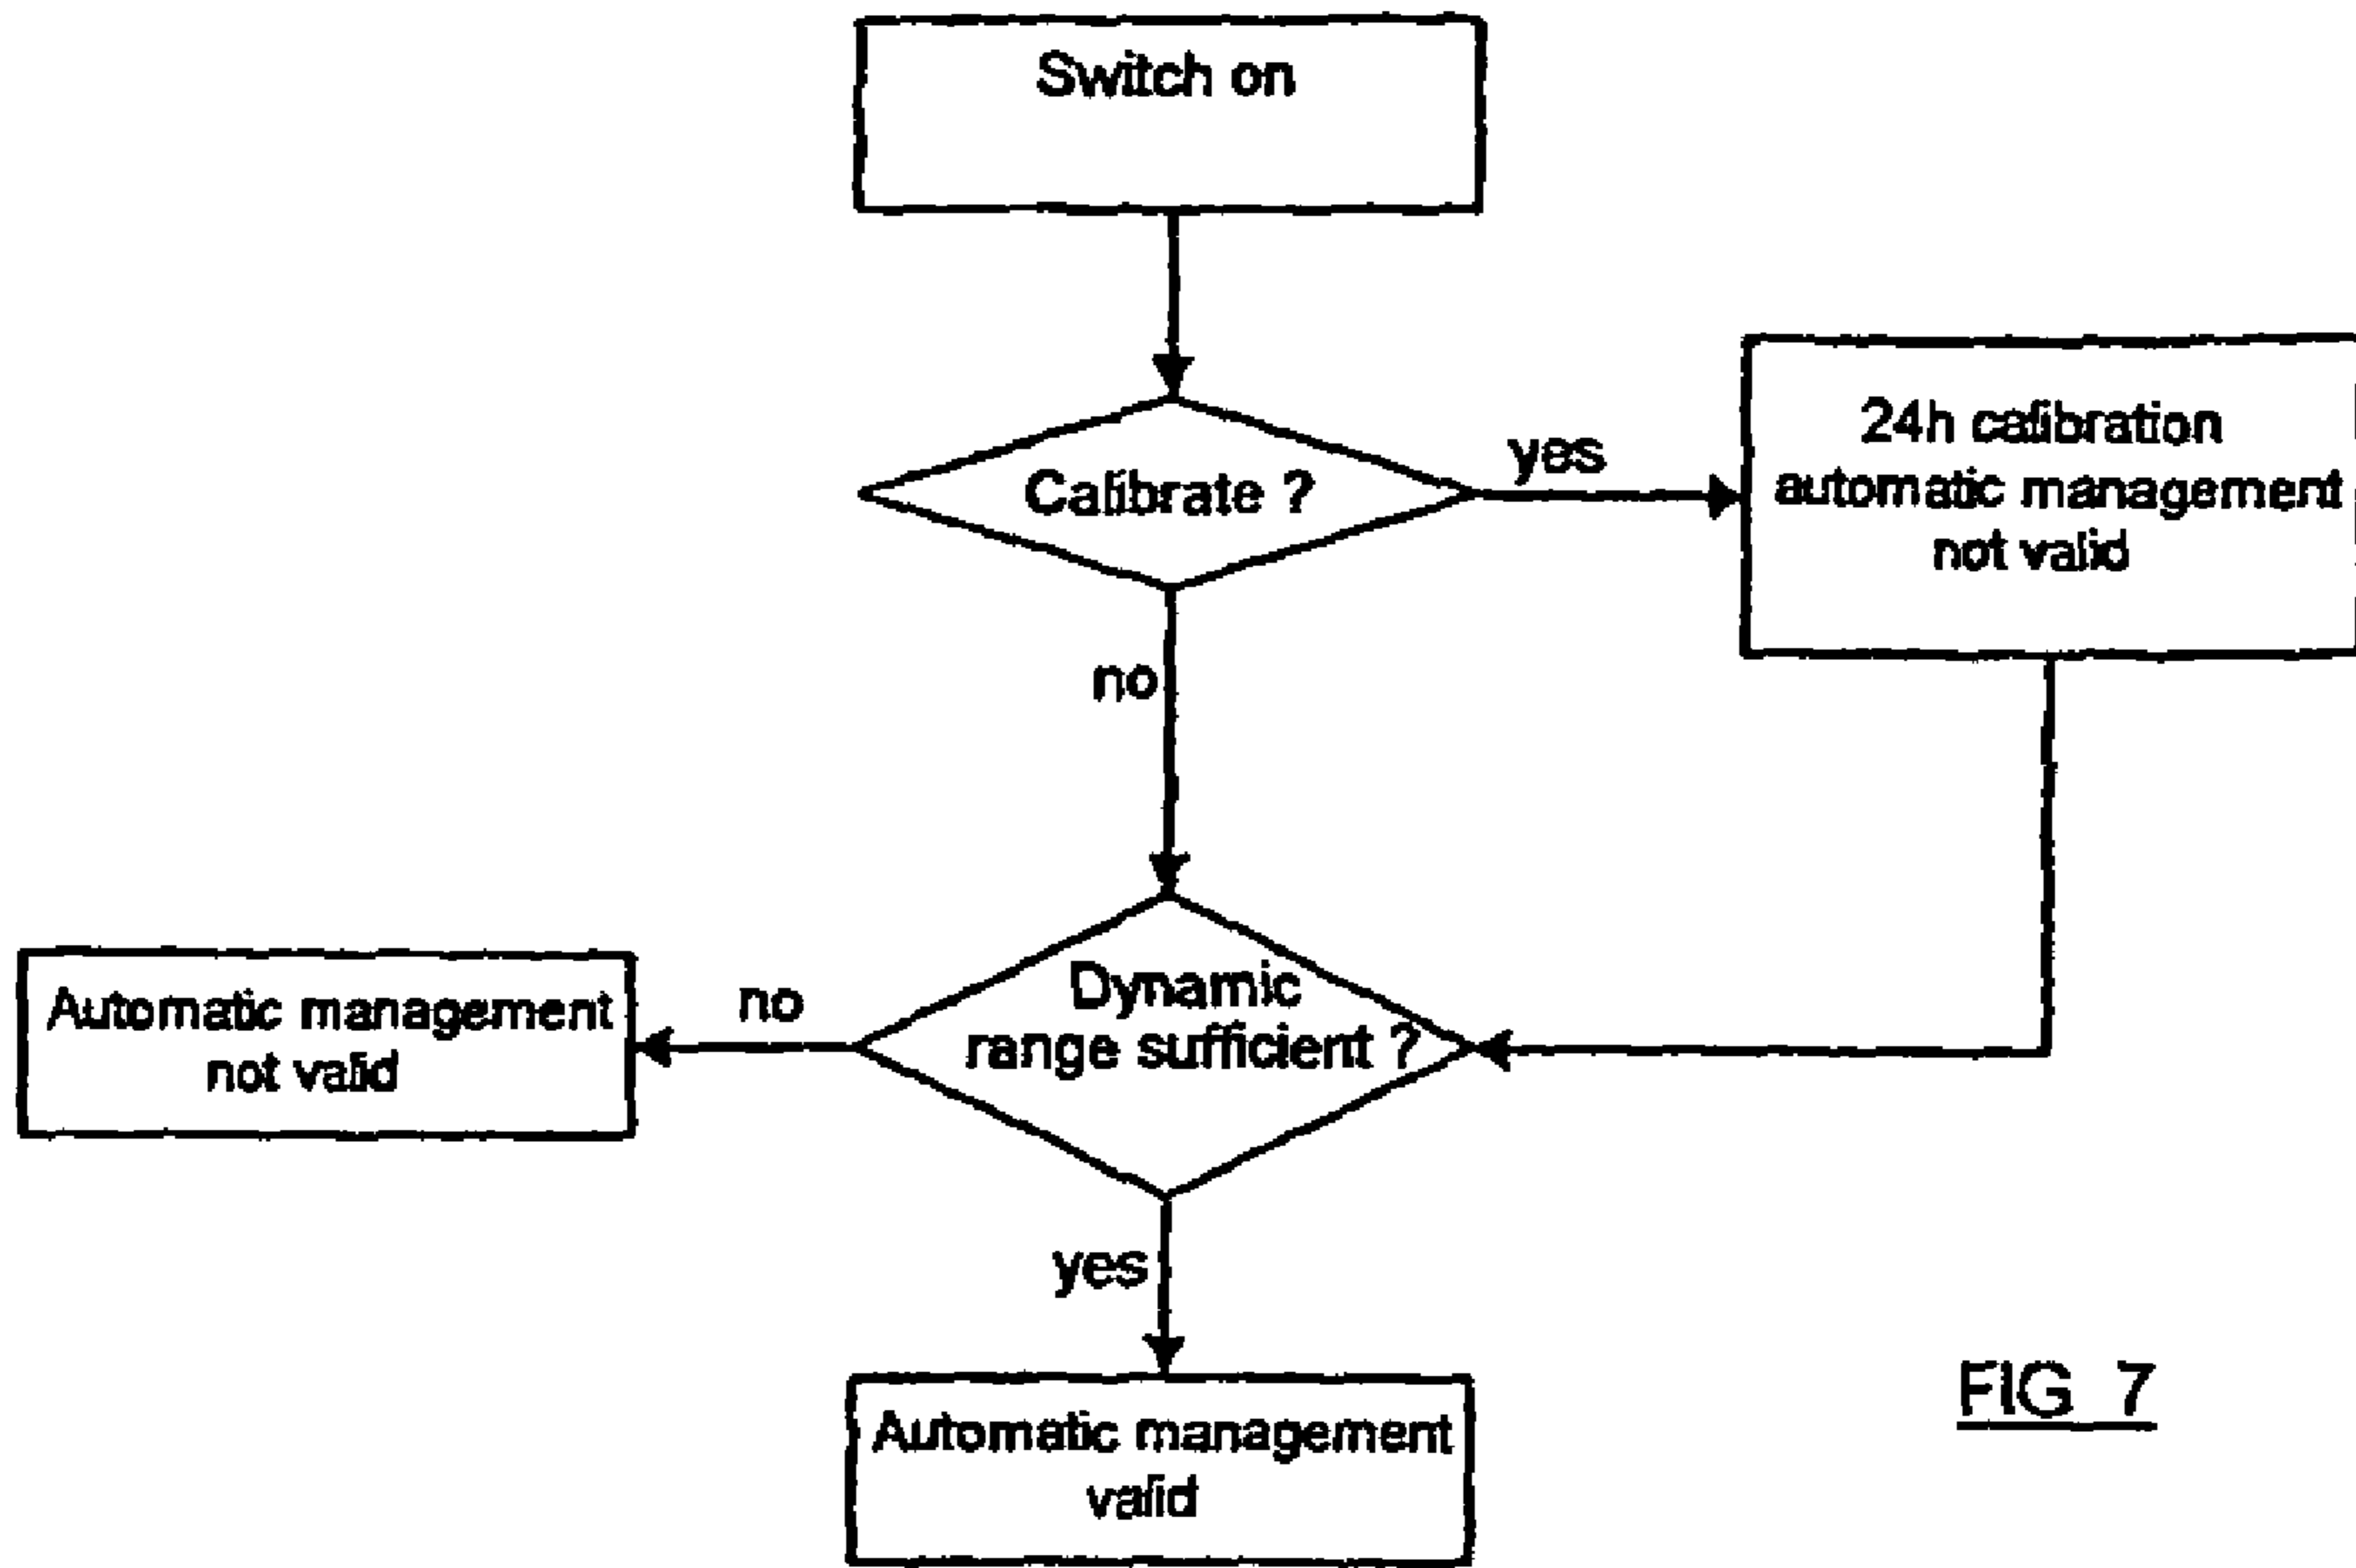 Switch on
Calibrate ?
yes
24h calibration
automatic management
not valid
no
Automatic management
not valid
no
Dynamic
range sufficient ?
yes
Automatic management
valid
FIG 7